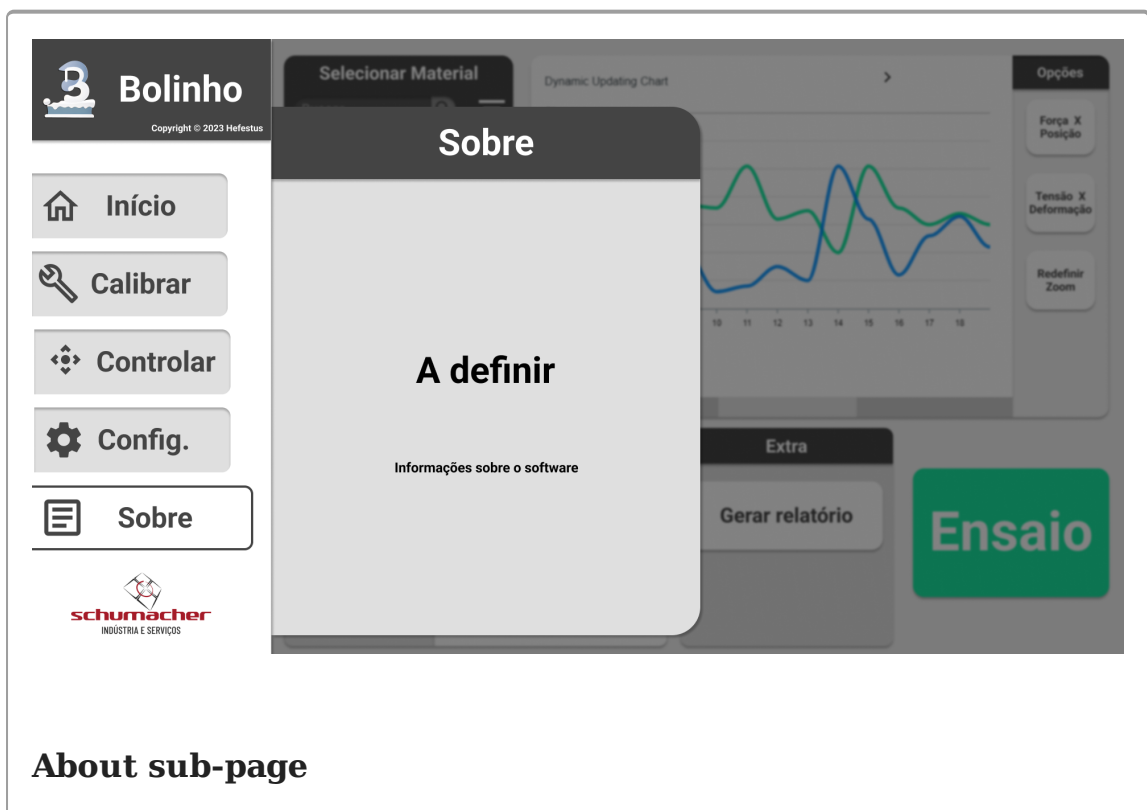 Bolinho
Copyright © 2023 Hefestus
Início
Calibrar
Controlar
Config.
Sobre
schumacher
INDÚSTRIA E SERVIÇOS
Sobre
A definir
Informações sobre o software
Selecionar Material
Dynamic Updating Chart
10 11 12 13 14 15 16 17 18
Opções
Força X
Posição
Tensão X
Deformação
Redefinir
Zoom
Extra
Gerar relatório
Ensaio
About sub-page